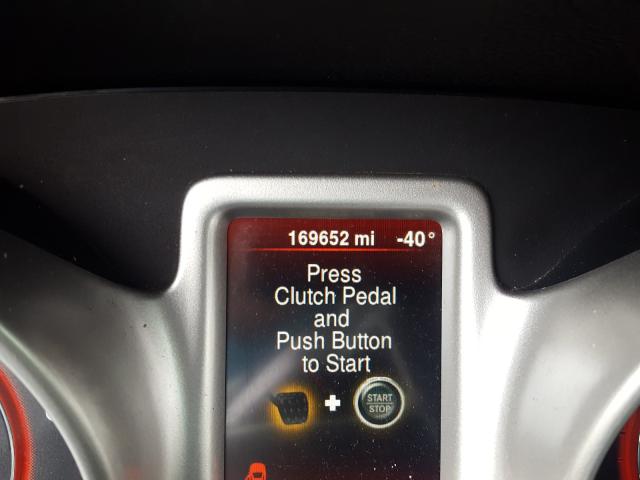 169652 mi -40°
Press
Clutch Pedal
and
Push Button
to Start
START
STOP